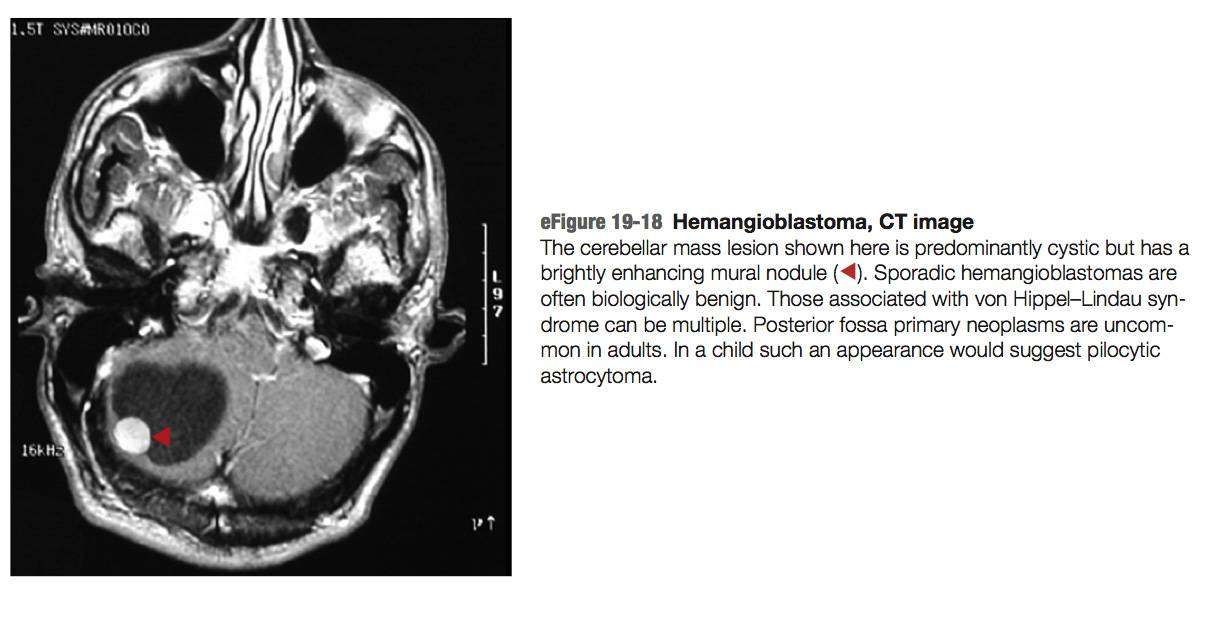 1.5T SYS#MR01OC0
L
9
7
16kHz
P↑
eFigure 19-18 Hemangioblastoma, CT image
The cerebellar mass lesion shown here is predominantly cystic but has a
brightly enhancing mural nodule (◀). Sporadic hemangioblastomas are
often biologically benign. Those associated with von Hippel–Lindau syn-
drome can be multiple. Posterior fossa primary neoplasms are uncom-
mon in adults. In a child such an appearance would suggest pilocytic
astrocytoma.